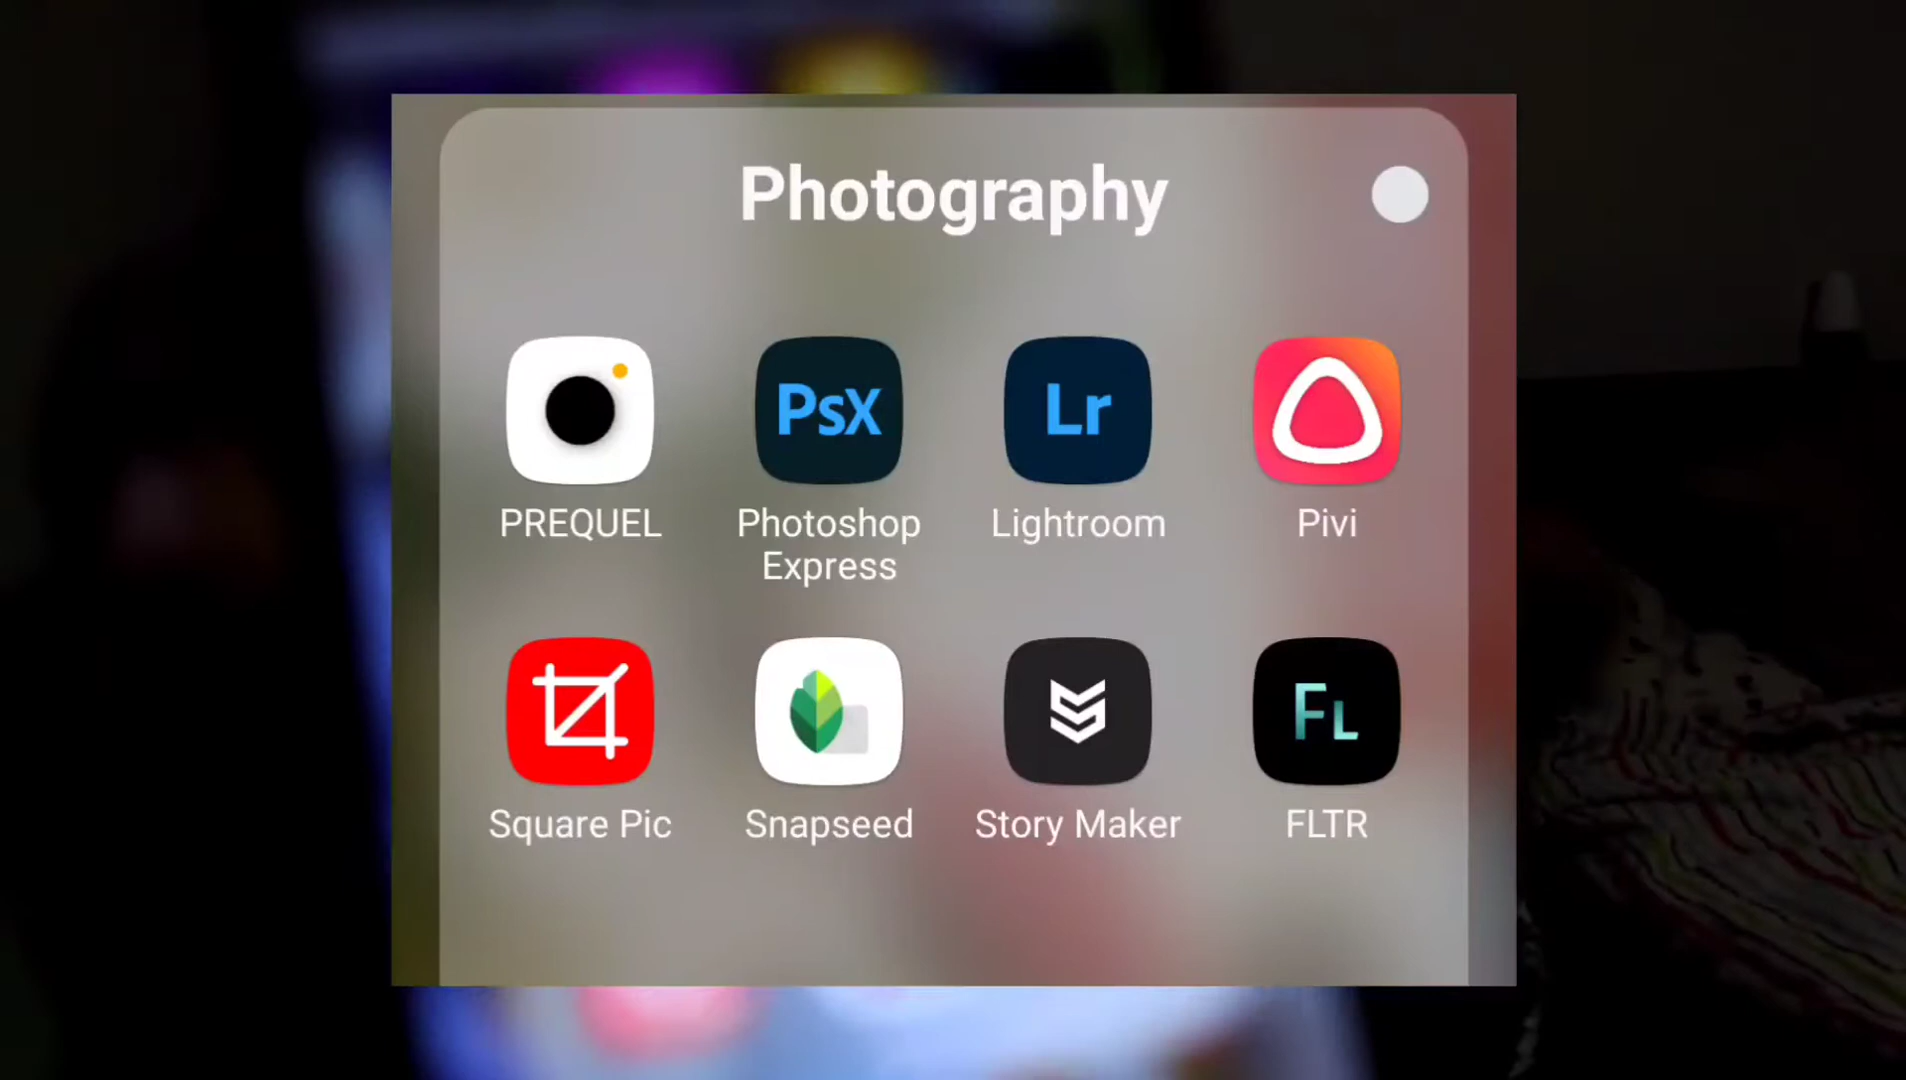 Photography
PsX
Lr
PREQUEL
Photoshop
Express
Lightroom
Pivi
FL
Square Pic
Snapseed
Story Maker
FLTR